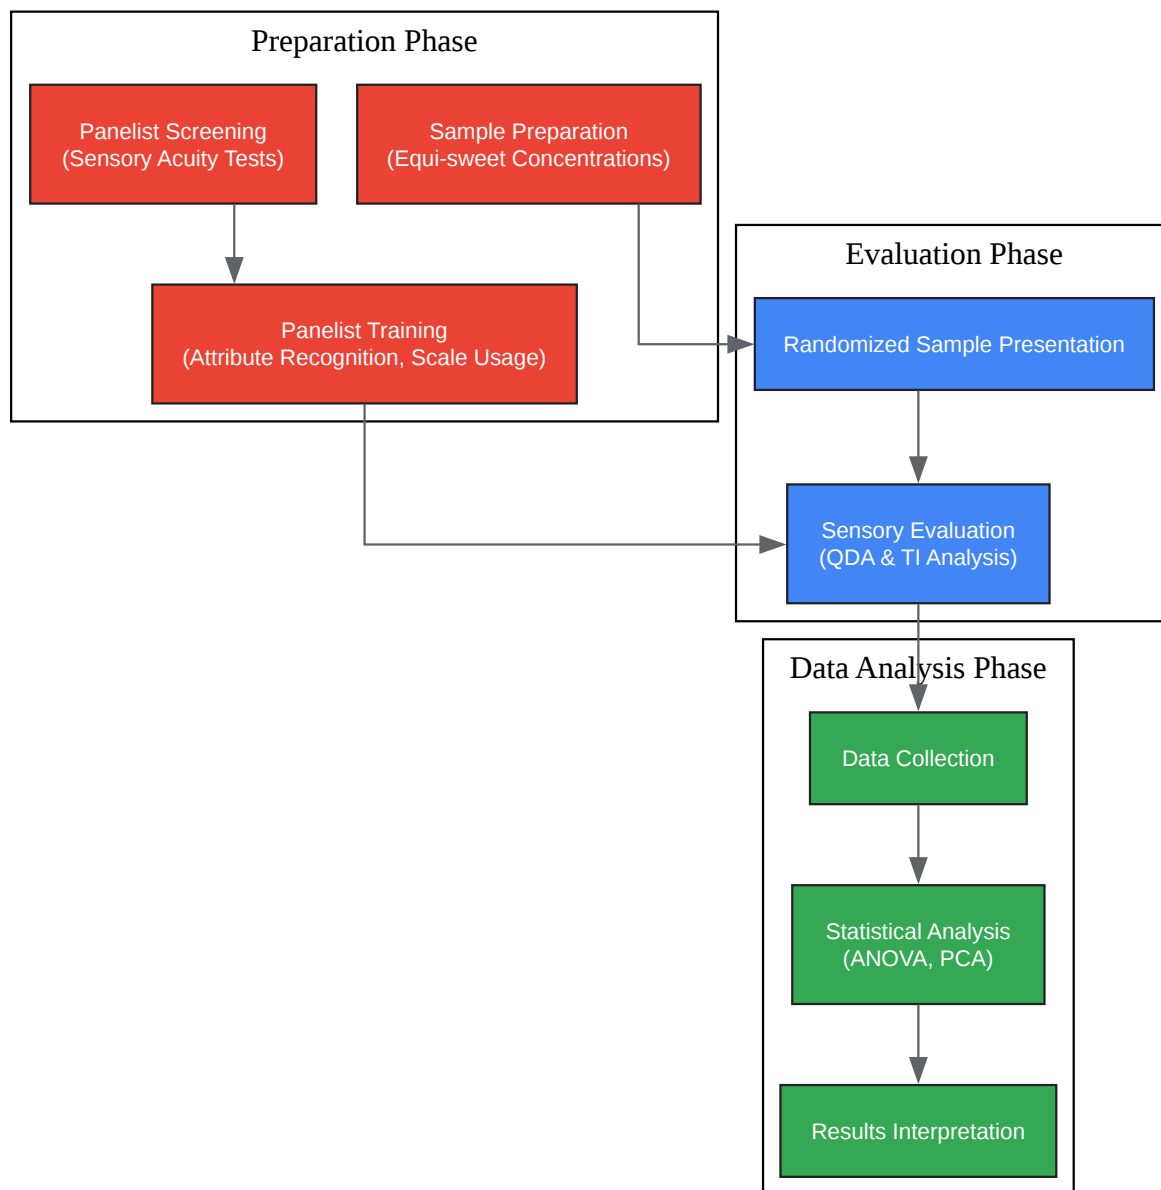 Preparation Phase
Panelist Screening
(Sensory Acuity Tests)
Sample Preparation
(Equi-sweet Concentrations)
Panelist Training
(Attribute Recognition, Scale Usage)
Evaluation Phase
Randomized Sample Presentation
Sensory Evaluation
(QDA & TI Analysis)
Data Analysis Phase
Data Collection
Statistical Analysis
(ANOVA, PCA)
Results Interpretation